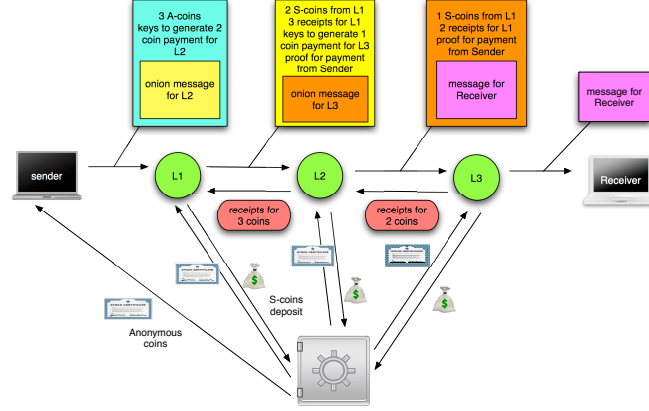 3 A-coins
keys to generate 2
coin payment for
L2
onion message
for L2
2 S-coins from L1
3 receipts for L1
keys to generate 1
coin payment for L3
proof for payment
from Sender
onion message
for L3
1 S-coins from L1
2 receipts for L1
proof for payment
from Sender
message for
Receiver
message for
Receiver
sender
L1
L2
L3
Receiver
receipts for
3 coins
receipts for
2 coins
S-coins
deposit
Anonymous
coins
$
$
$